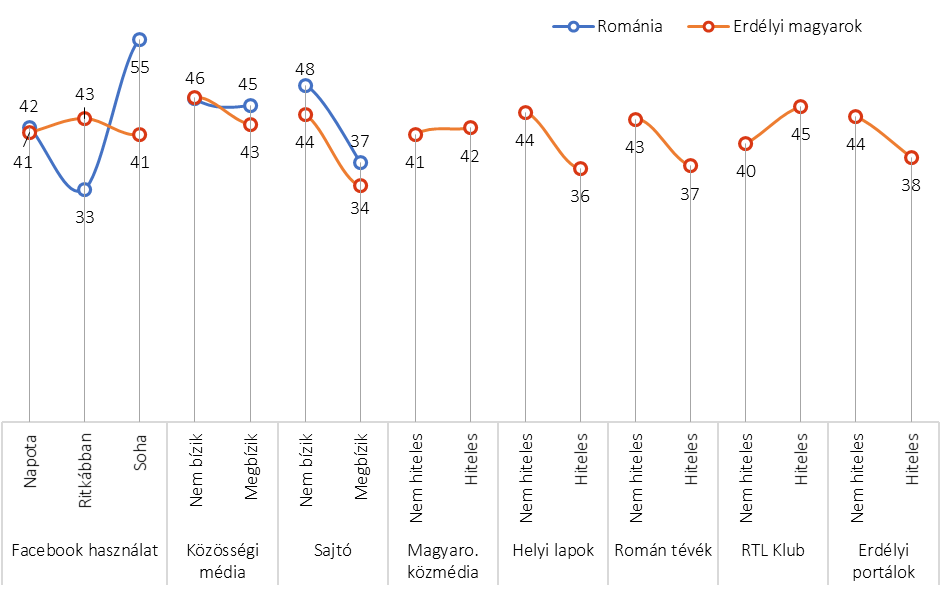 Románia
Erdélyi magyarok
42
41
43
33
55
41
46
45
43
48
44
37
34
41
42
44
36
43
37
40
45
44
38
Napota
Ritkábban
Soha
Nem bízik
Megbízik
Nem bízik
Megbízik
Nem hiteles
Hiteles
Nem hiteles
Hiteles
Nem hiteles
Hiteles
Nem hiteles
Hiteles
Nem hiteles
Hiteles
Facebook használat
Közösségi
média
Sajtó
Magyaro.
közmédia
Helyi lapok
Román tévék
RTL Klub
Erdélyi
portálok